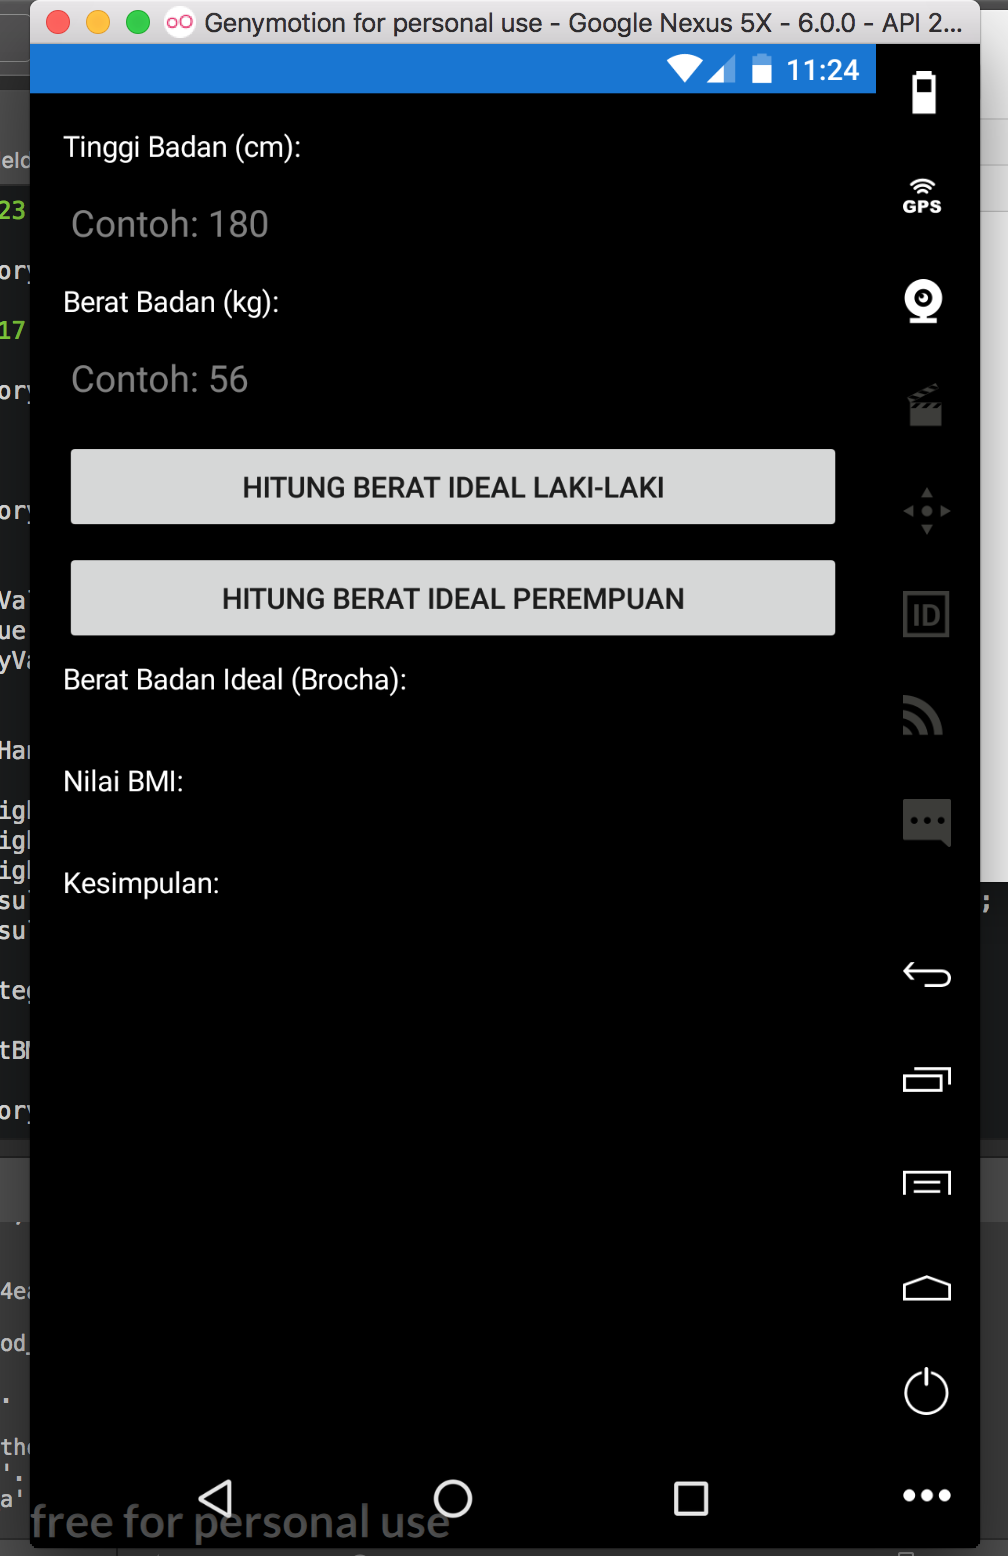 Genymotion for personal use - Google Nexus 5X - 6.0.0 - API 2...
11:24
Tinggi Badan (cm):
Contoh: 180
Berat Badan (kg):
Contoh: 56
HITUNG BERAT IDEAL LAKI-LAKI
HITUNG BERAT IDEAL PEREMPUAN
Berat Badan Ideal (Brocha):
Nilai BMI:
Kesimpulan:
GPS
ID
free for personal use
23
17